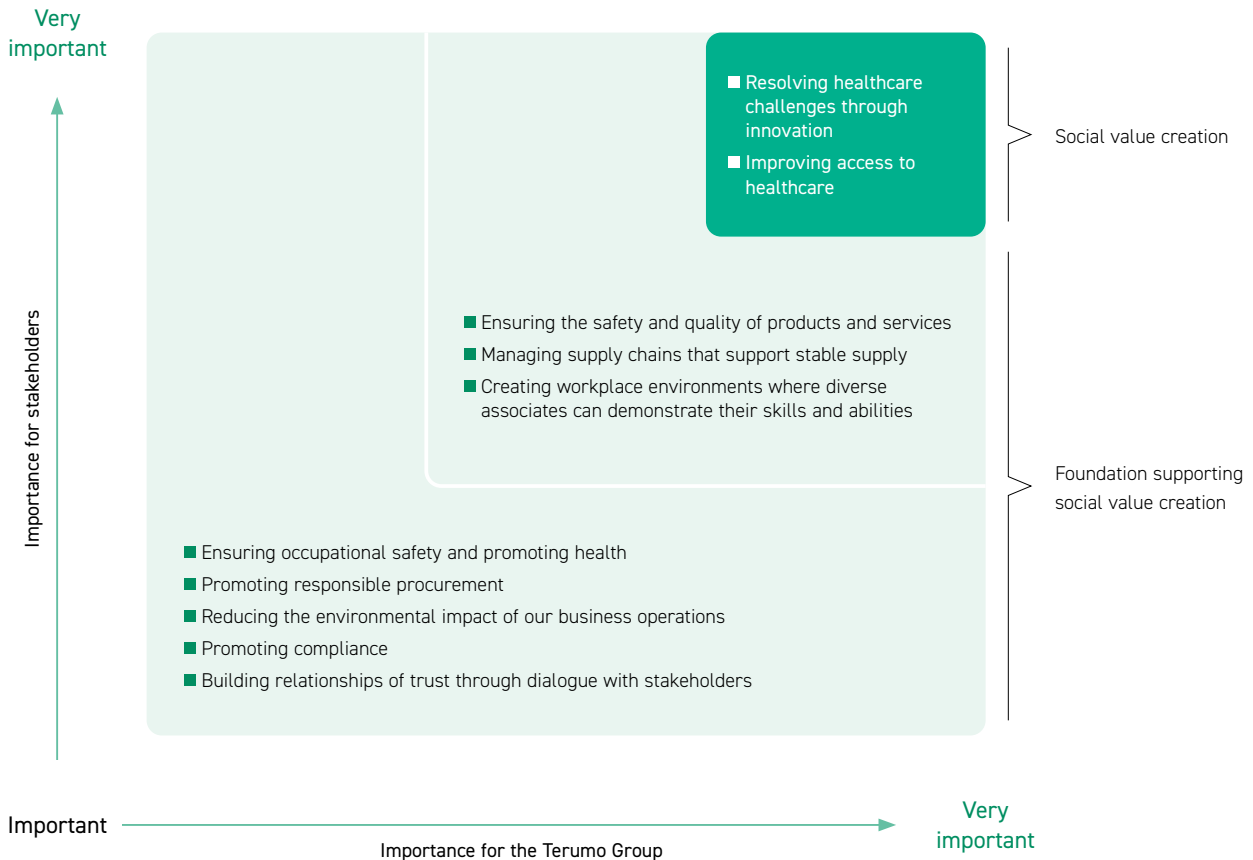 Very
important
Resolving healthcare
challenges through
innovation
Improving access to
healthcare
Social value creation
Importance for stakeholders
Ensuring the safety and quality of products and services
Managing supply chains that support stable supply
Creating workplace environments where diverse
associates can demonstrate their skills and abilities
Foundation supporting
social value creation
Ensuring occupational safety and promoting health
Promoting responsible procurement
Reducing the environmental impact of our business operations
Promoting compliance
Building relationships of trust through dialogue with stakeholders
Important
Very
important
Importance for the Terumo Group